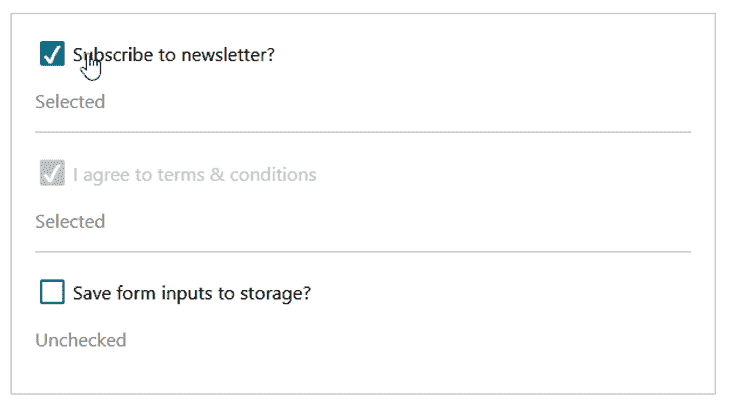 Subscribe to newsletter?
Selected
I agree to terms & conditions
Selected
Save form inputs to storage?
Unchecked